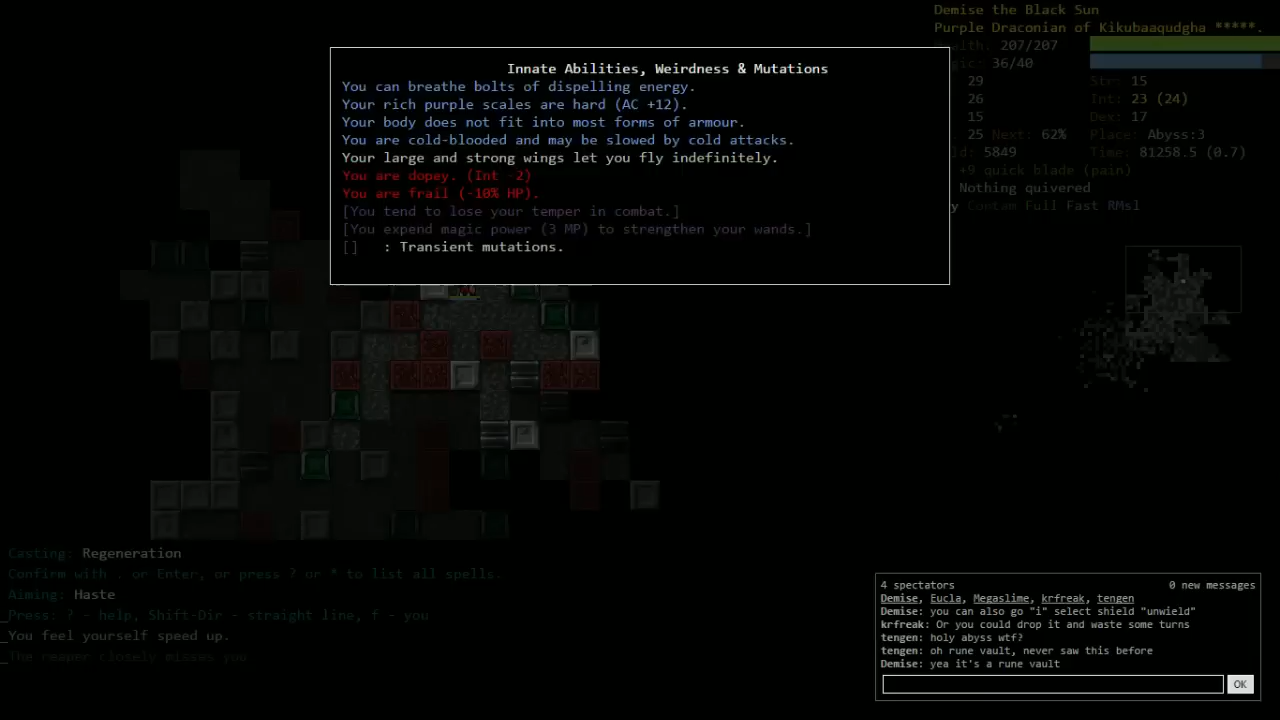 Demise the Black Sun
Purple Draconian of Kikubaaqudgha *****.
Innate Abilities, Weirdness & Mutations
You can breathe bolts of dispelling energy.
Your rich purple scales are hard (AC +12).
Your body does not fit into most forms of armour.
You are cold-blooded and may be slowed by cold attacks.
Your large and strong wings let you fly indefinitely.
You are dopey. (Int -2)
You are frail (-10% HP).
[You tend to lose your temper in combat.]
[You expend magic power (3 MP) to strengthen your wands.]
[] : Transient mutations.
alth. 207/207
gic: 36/40
29 Str: 15
26 Int: 23 (24)
15 Dex: 17
. 25 Next: 62% Place: Abyss:3
ld: 5849 Time: 81258.5 (0.7)
+9 quick blade (pain)
Nothing quivered
y Contam Full Fast RMsl
Casting: Regeneration
Confirm with . or Enter, or press ? or * to list all spells.
Aiming: Haste
_Press: ? - help, Shift-Dir - straight line, f - you
_You feel yourself speed up.
_The reaper closely misses you
4 spectators 0 new messages
Demise, Eucla, Megaslime, krfreak, tengen
Demise: you can also go "i" select shield "unwield"
krfreak: Or you could drop it and waste some turns
tengen: holy abyss wtf?
tengen: oh rune vault, never saw this before
Demise: yea it's a rune vault
OK